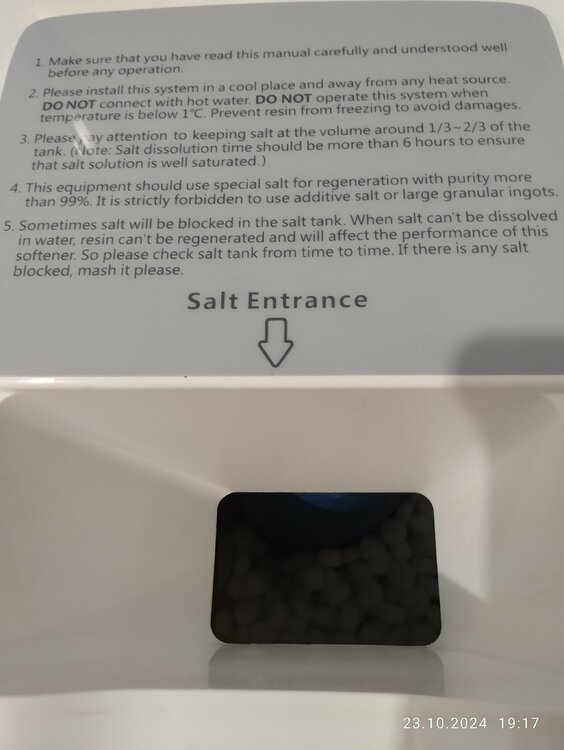 1. Make sure that you have read this manual carefully and understood well
before any operation.
2. Please install this system in a cool place and away from any heat source.
DO NOT connect with hot water. DO NOT operate this system when
temperature is below 1℃. Prevent resin from freezing to avoid damages.
3. Please pay attention to keeping salt at the volume around 1/3~2/3 of the
tank. (Note: Salt dissolution time should be more than 6 hours to ensure
that salt solution is well saturated.)
4. This equipment should use special salt for regeneration with purity more
than 99%. It is strictly forbidden to use additive salt or large granular ingots.
5. Sometimes salt will be blocked in the salt tank. When salt can't be dissolved
in water, resin can't be regenerated and will affect the performance of this
softener. So please check salt tank from time to time. If there is any salt
blocked, mash it please.
Salt Entrance
23.10.2024 19:17